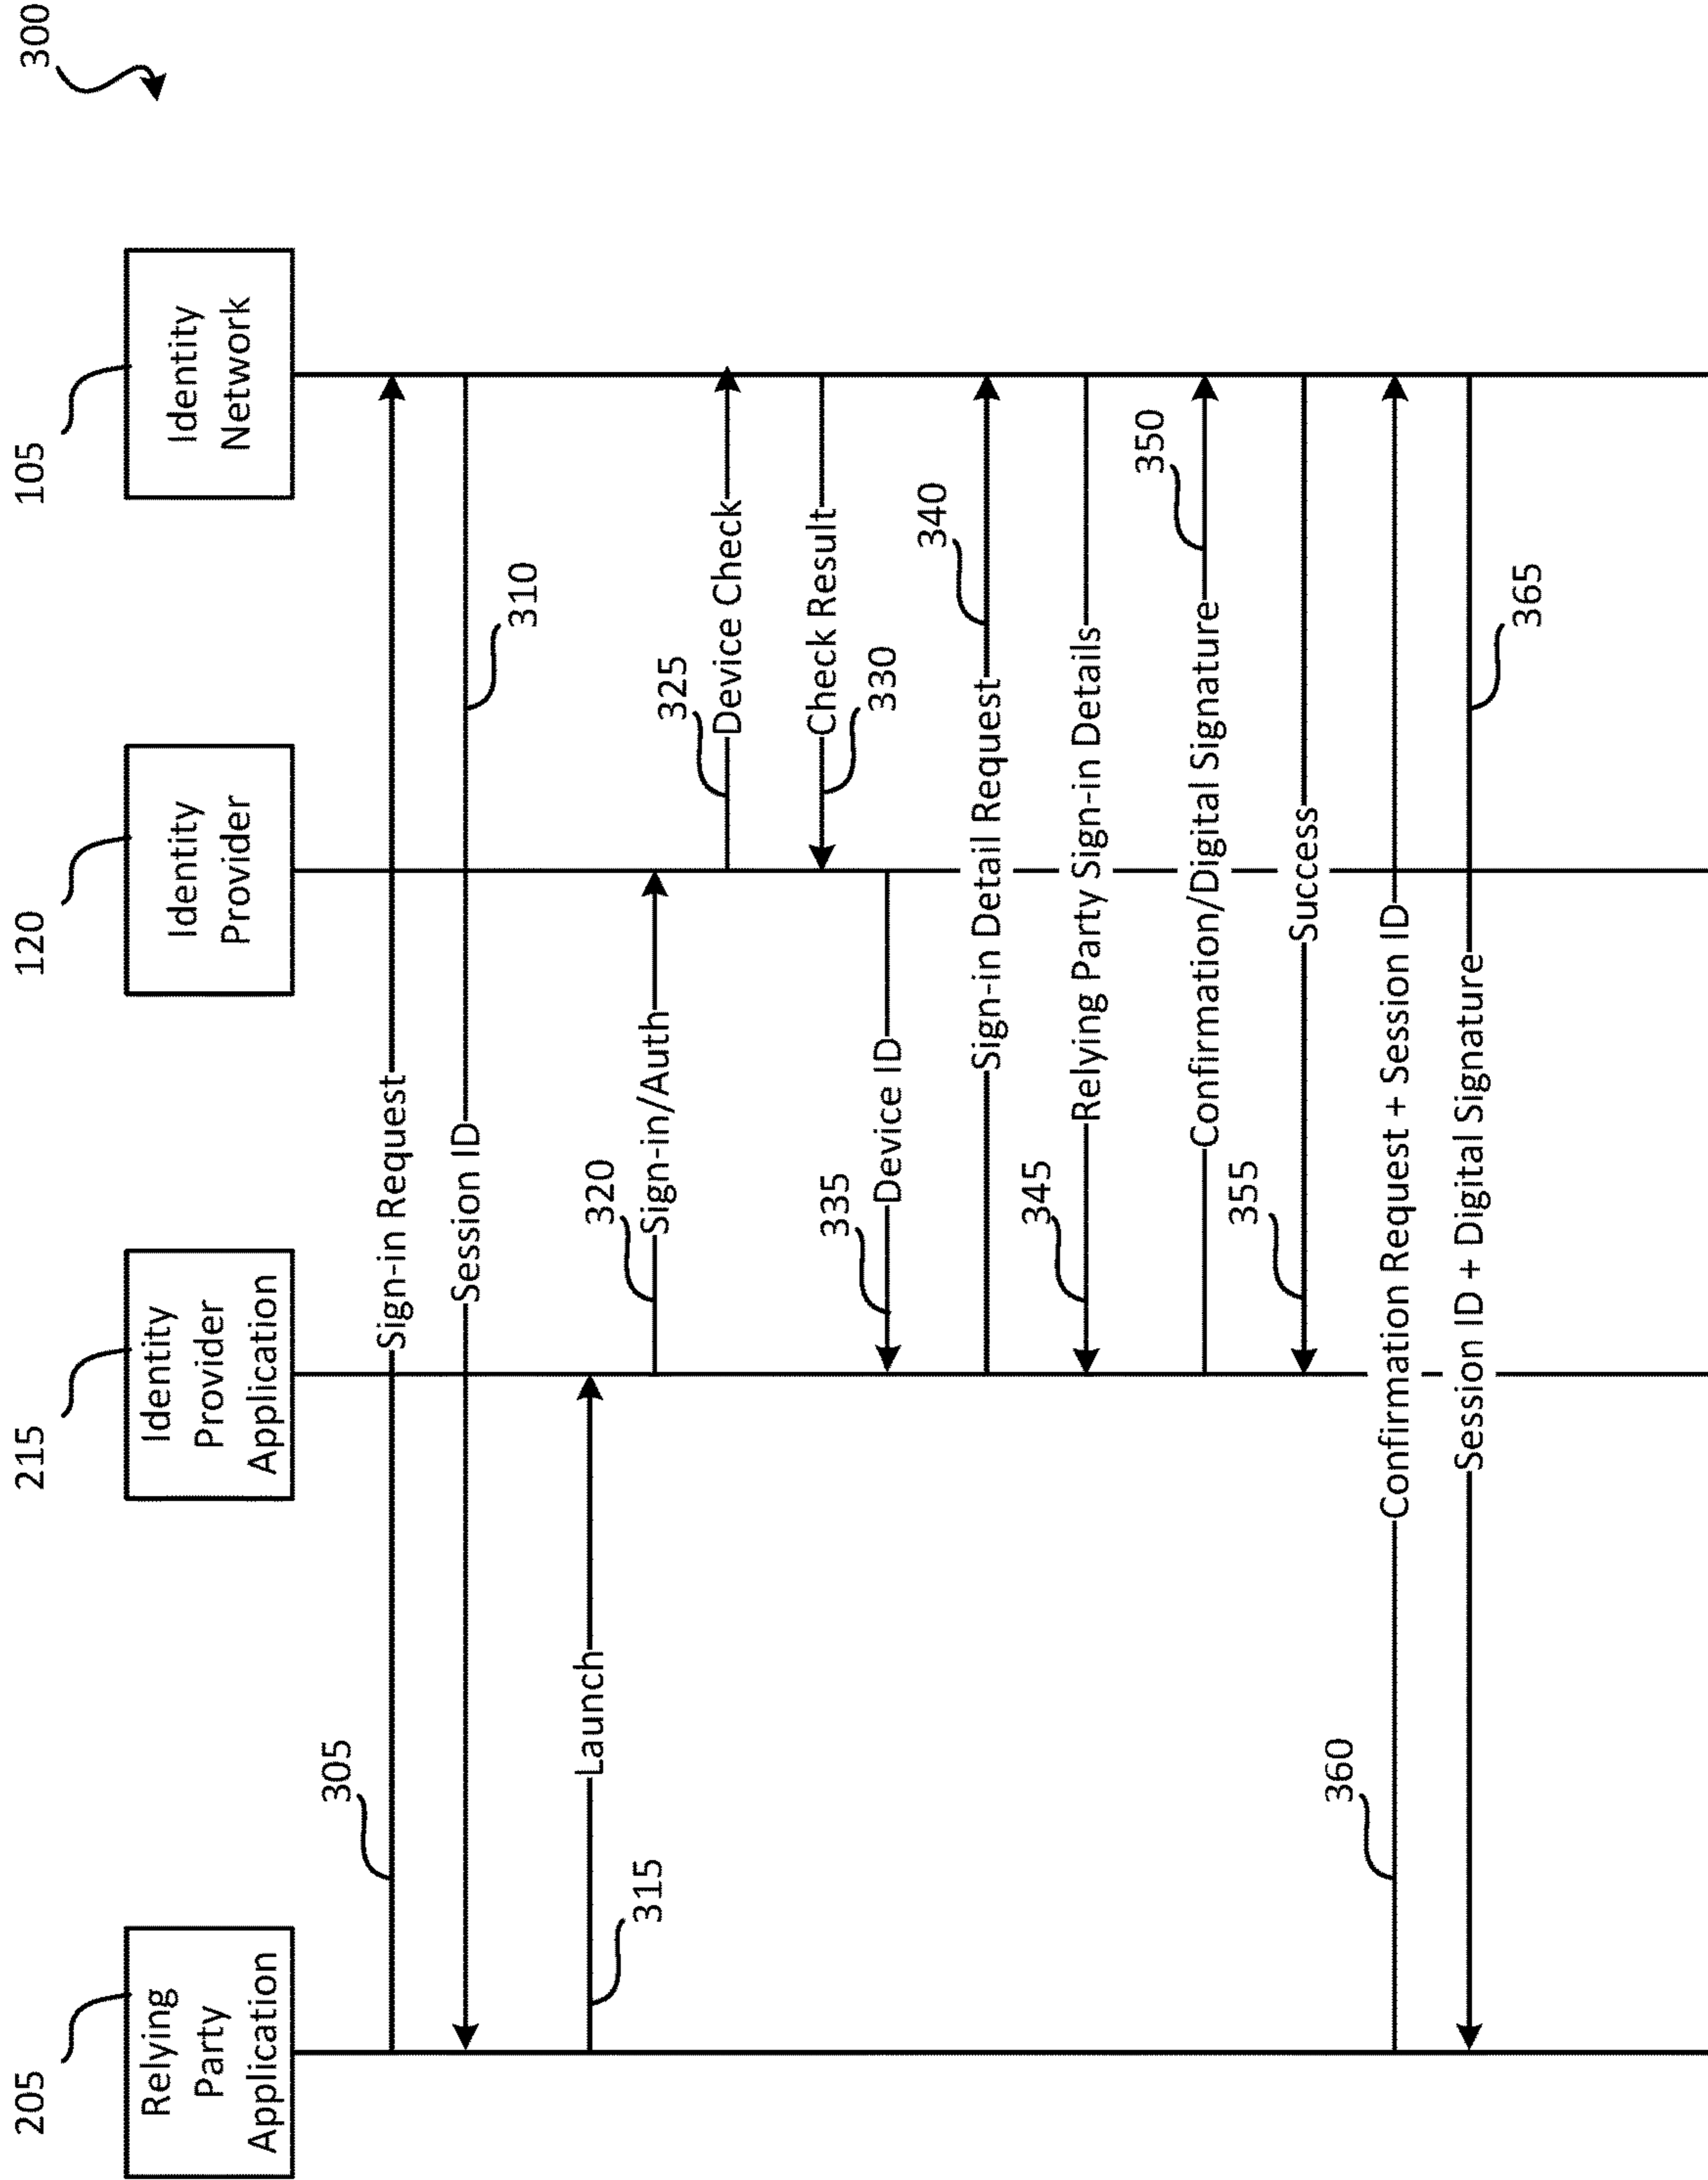 300
205
215
120
105
Relying
Party
Application
Identity
Provider
Application
Identity
Provider
Identity
Network
305
Sign-in Request
Session ID
310
Launch
315
320
Sign-in/Auth
325
Device Check
Check Result
330
335
Device ID
340
Sign-in Detail Request
345
Relying Party Sign-in Details
350
Confirmation/Digital Signature
355
Success
360
Confirmation Request + Session ID
Session ID + Digital Signature
365